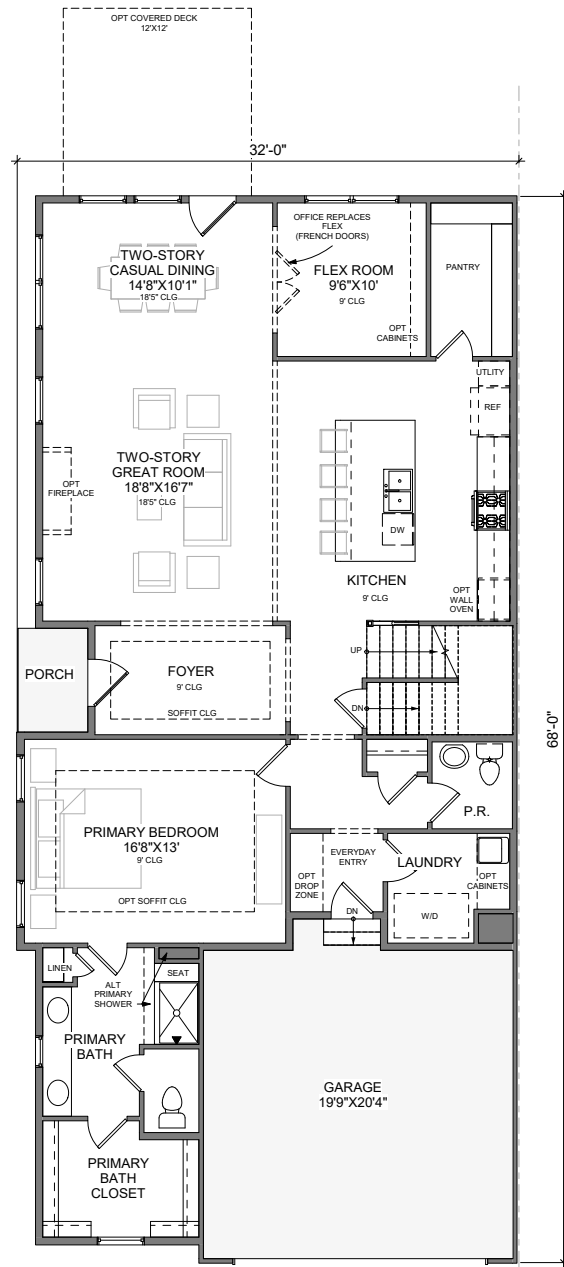 OPT COVERED DECK
12'X12'
32'-0"
OFFICE REPLACES
FLEX
(FRENCH DOORS)
TWO-STORY
CASUAL DINING
14'8"X10'1"
18'5" CLG
FLEX ROOM
9'6"X10'
9' CLG
OPT
CABINETS
PANTRY
UTLITY
REF
TWO-STORY
GREAT ROOM
18'8"X16'7"
18'5" CLG
OPT
FIREPLACE
DW
KITCHEN
9' CLG
OPT
WALL
OVEN
PORCH
FOYER
9' CLG
SOFFIT CLG
UP
DN
68'-0"
PRIMARY BEDROOM
16'8"X13'
9' CLG
OPT SOFFIT CLG
P.R.
OPT
DROP
ZONE
EVERYDAY
ENTRY
LAUNDRY
OPT
CABINETS
W/D
DN
LINEN
ALT
PRIMARY
SHOWER
SEAT
PRIMARY
BATH
GARAGE
19'9"X20'4"
PRIMARY
BATH
CLOSET